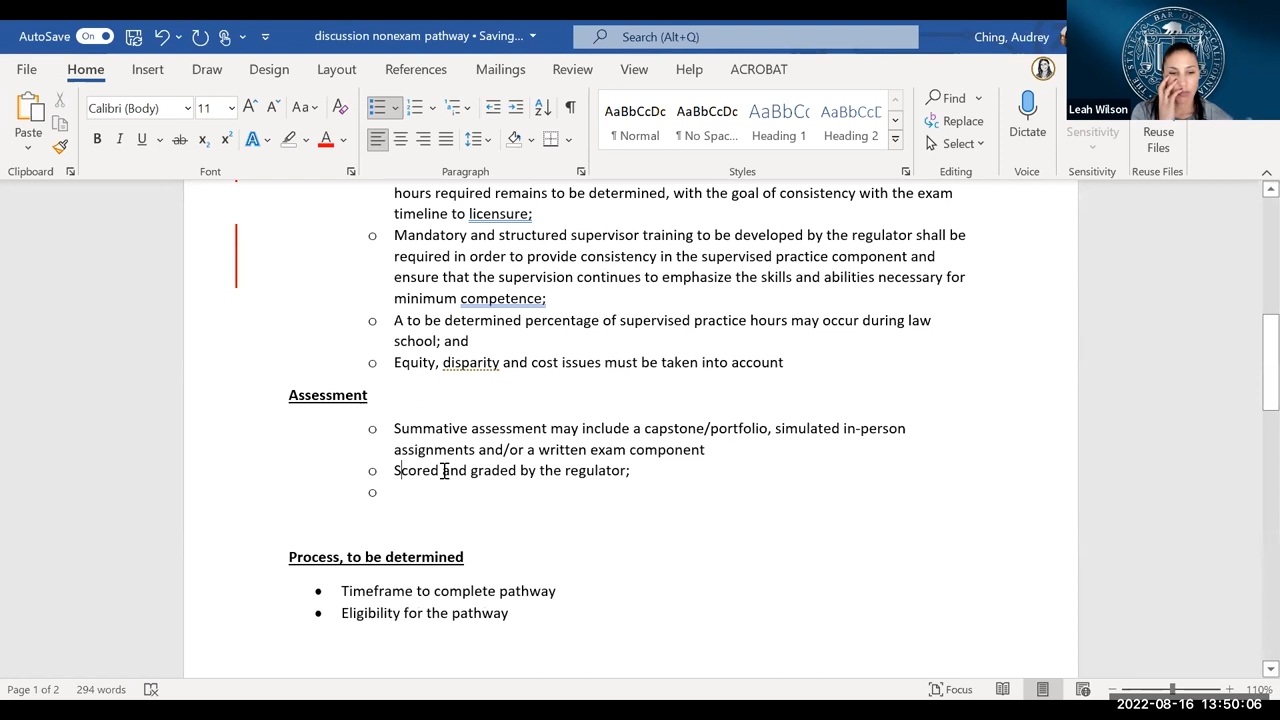 AutoSave On discussion nonexam pathway • Saving... Search (Alt+Q) Ching, Audrey
File Home Insert Draw Design Layout References Mailings Review View Help ACROBAT
Leah Wilson
Paste Calibri (Body) 11 Aa B I U ab x₂ x² A A
AaBbCcDc AaBbCcDc AaBbCc AaBbCcD
¶ Normal ¶ No Spac... Heading 1 Heading 2
Find Replace Select
Dictate Sensitivity Reuse Files
Clipboard Font Paragraph Styles Editing Voice Sensitivity Reuse Files
hours required remains to be determined, with the goal of consistency with the exam
timeline to licensure;
o Mandatory and structured supervisor training to be developed by the regulator shall be
required in order to provide consistency in the supervised practice component and
ensure that the supervision continues to emphasize the skills and abilities necessary for
minimum competence;
o A to be determined percentage of supervised practice hours may occur during law
school; and
o Equity, disparity and cost issues must be taken into account
Assessment
o Summative assessment may include a capstone/portfolio, simulated in-person
assignments and/or a written exam component
o Scored and graded by the regulator;
o
Process, to be determined
• Timeframe to complete pathway
• Eligibility for the pathway
Page 1 of 2 294 words Focus 110%
2022-08-16 13:50:06